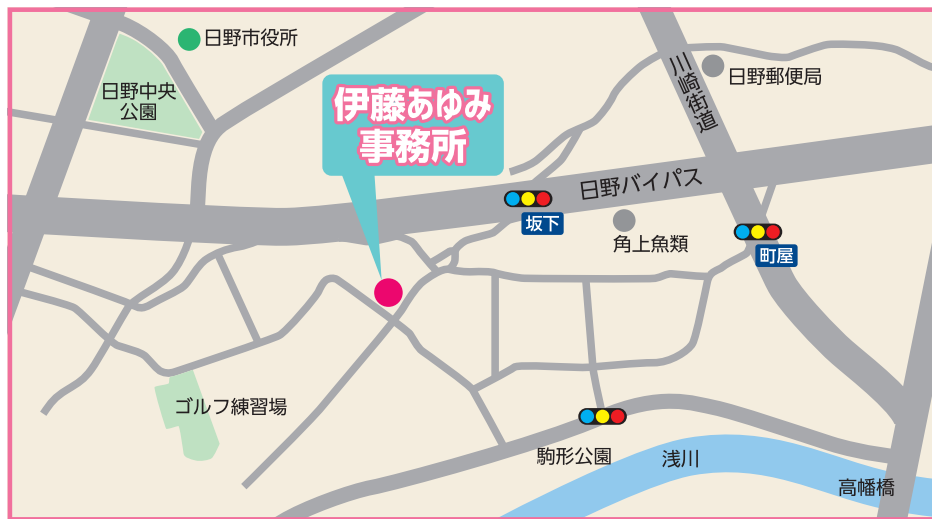 日野市役所
日野中央
公園
伊藤あゆみ
事務所
川崎街道
日野郵便局
日野バイパス
坂下
角上魚類
町屋
ゴルフ練習場
駒形公園
浅川
高幡橋